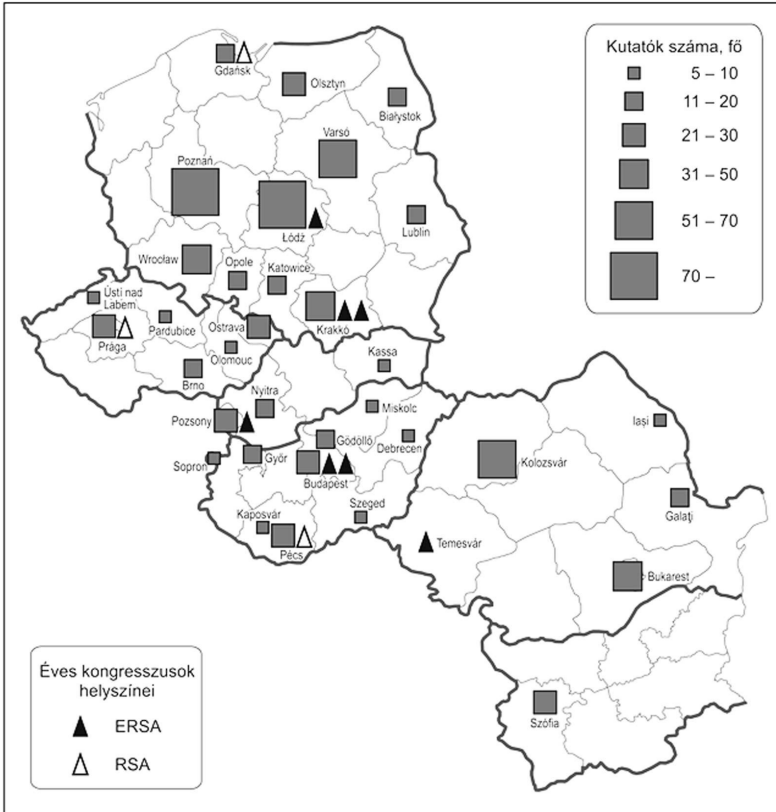 Kutatók száma, fő
5 – 10
11 – 20
21 – 30
31 – 50
51 – 70
70 –
Gdańsk
Olsztyn
Białystok
Varsó
Poznań
Łódź
Lublin
Wrocław
Opole
Katowice
Krakkó
Ústi nad
Labem
Pardubice
Ostrava
Prága
Olomouc
Brno
Kassa
Nyitra
Pozsony
Miskolc
Gödöllő
Debrecen
Győr
Sopron
Budapest
Kaposvár
Szeged
Pécs
Iași
Kolozsvár
Galați
Temesvár
Bukarest
Szófia
Éves kongresszusok
helyszínei
ERSA
RSA